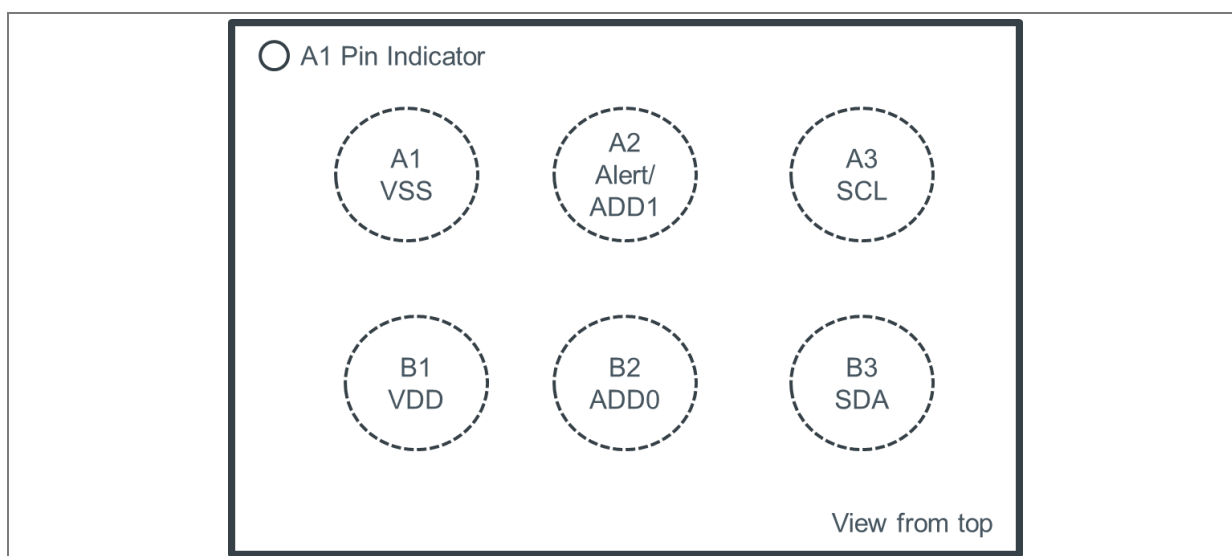 A1 Pin Indicator
A1
VSS
A2
Alert/
ADD1
A3
SCL
B1
VDD
B2
ADD0
B3
SDA
View from top